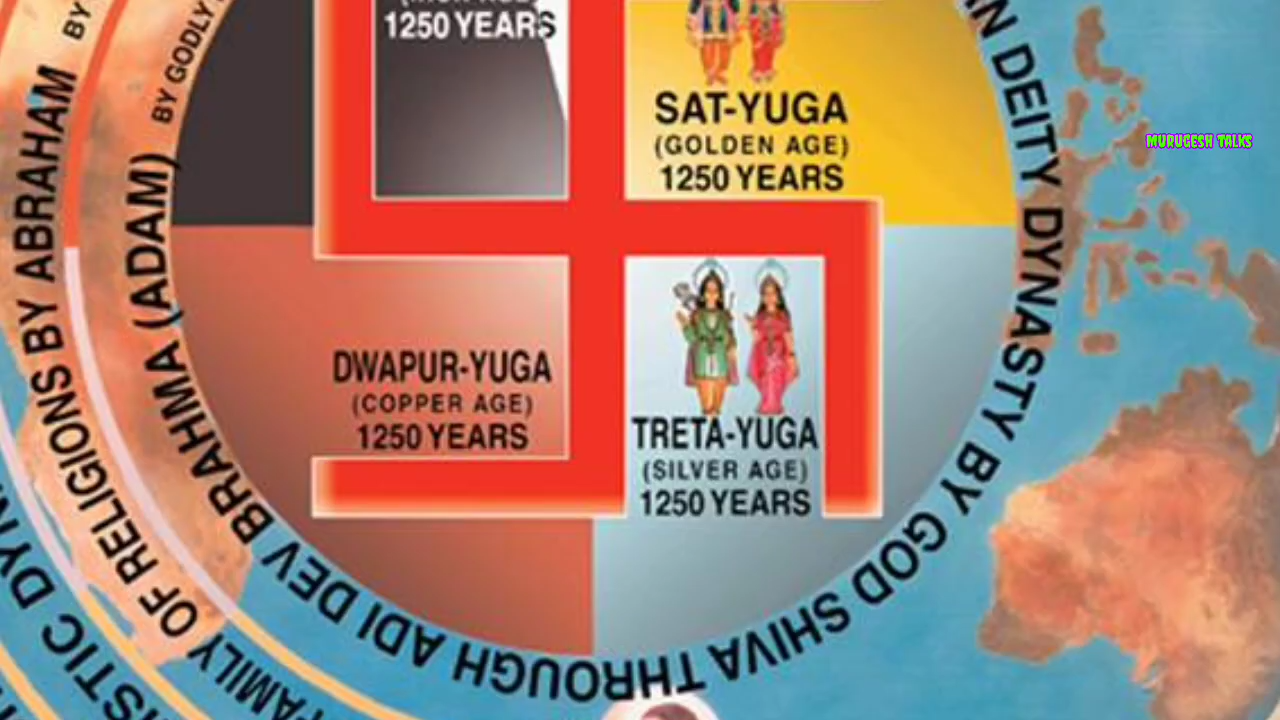 1250 YEARS
SAT-YUGA
(GOLDEN AGE)
1250 YEARS
DWAPUR-YUGA
(COPPER AGE)
1250 YEARS
TRETA-YUGA
(SILVER AGE)
1250 YEARS
DEITY DYNASTY BY GOD SHIVA THROUGH ADI DEV BRAHMA (ADAM)
BY GODLY
FAMILY OF RELIGIONS BY ABRAHAM
BY
BY
MURUGESH TALKS